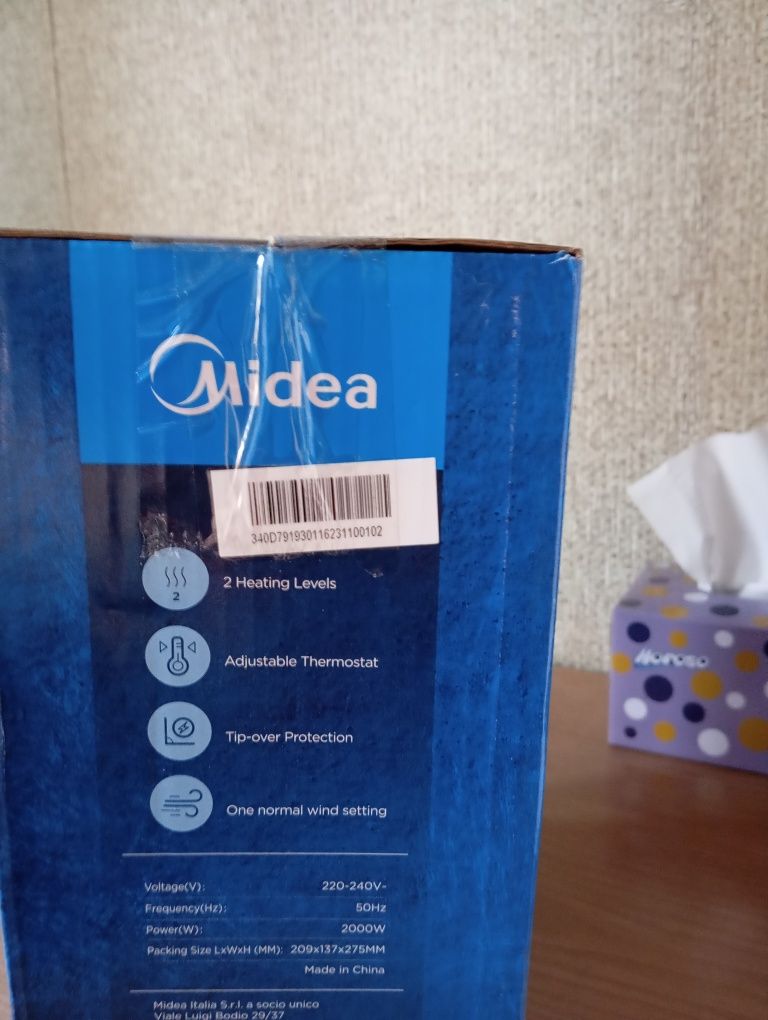 Midea
340D791930116231100102
2 Heating Levels
2
Adjustable Thermostat
Tip-over Protection
One normal wind setting
Voltage(V): 220-240V~
Frequency(Hz): 50Hz
Power(W): 2000W
Packing Size LxWxH (MM): 209x137x275MM
Made in China
Midea Italia S.r.l. a socio unico
Viale Luigi Bodio 29/37